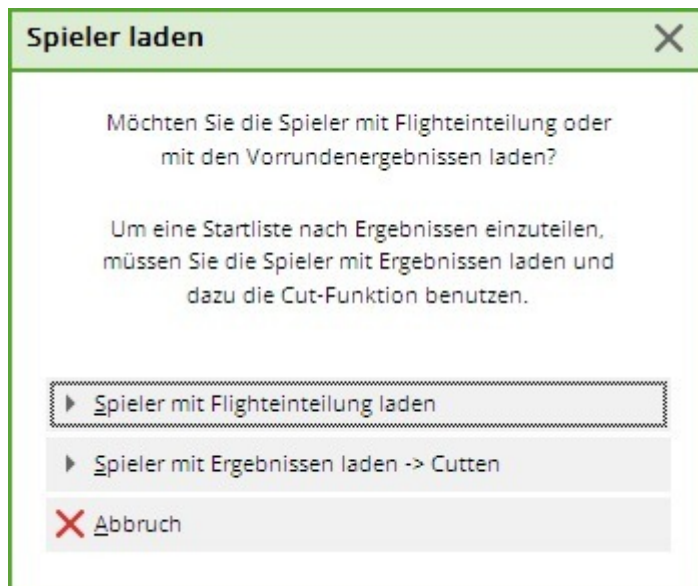 Spieler laden
Möchten Sie die Spieler mit Flighteinteilung oder
mit den Vorrundenergebnissen laden?
Um eine Startliste nach Ergebnissen einzuteilen,
müssen Sie die Spieler mit Ergebnissen laden und
dazu die Cut-Funktion benutzen.
Spieler mit Flighteinteilung laden
Spieler mit Ergebnissen laden -> Cutten
Abbruch